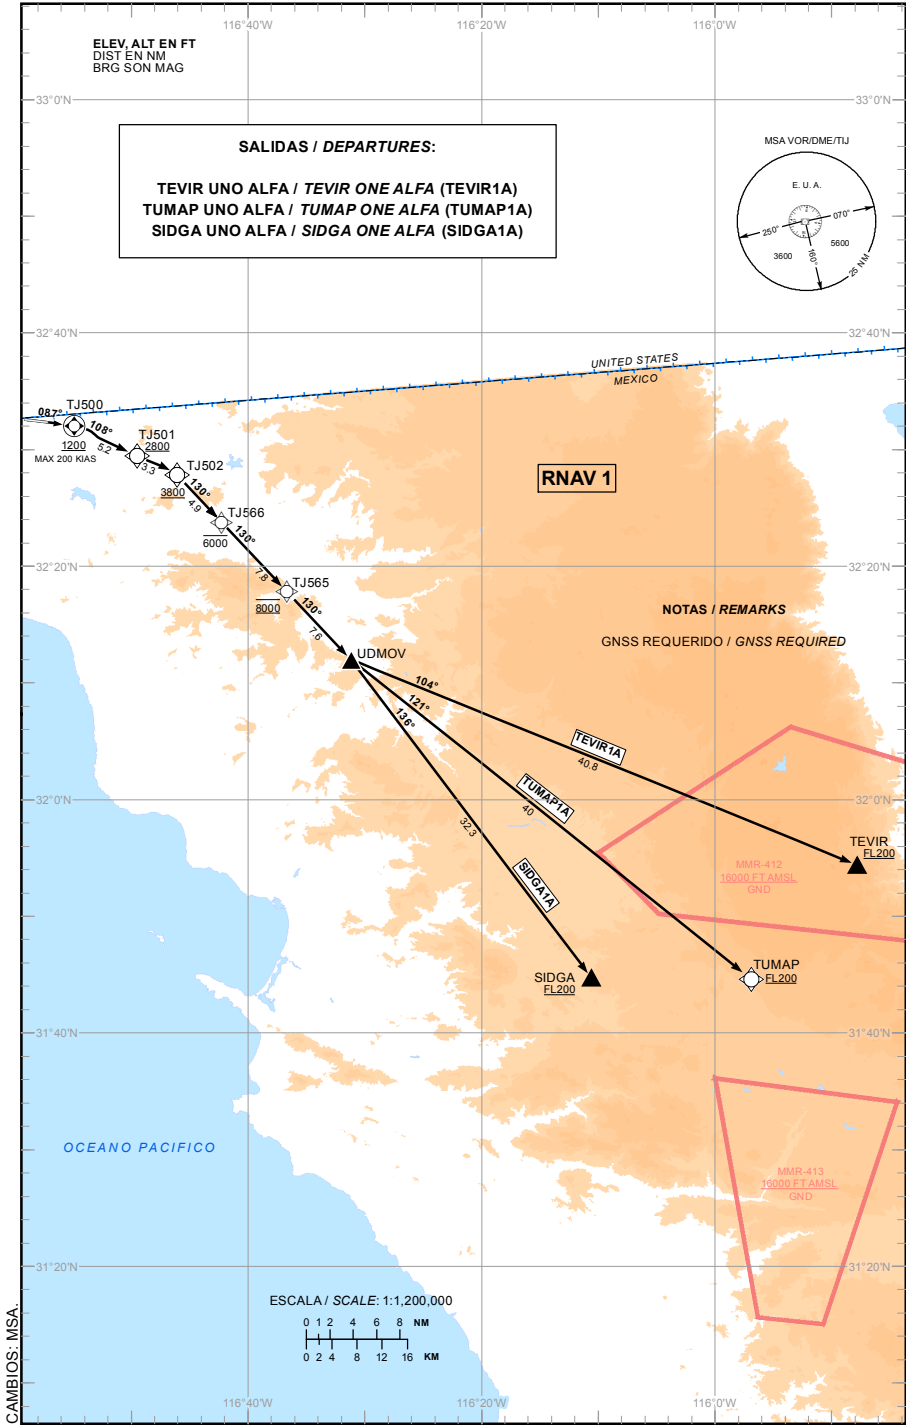 116°40'W
116°20'W
116°0'W
ELEV, ALT EN FT
DIST EN NM
BRG SON MAG
33°0'N
33°0'N
SALIDAS / DEPARTURES:
TEVIR UNO ALFA / TEVIR ONE ALFA (TEVIR1A)
TUMAP UNO ALFA / TUMAP ONE ALFA (TUMAP1A)
SIDGA UNO ALFA / SIDGA ONE ALFA (SIDGA1A)
MSA VOR/DME/TIJ
E. U. A.
070°
250°
5600
3600
160°
25 NM
32°40'N
32°40'N
UNITED STATES
MEXICO
TJ500
087°
108°
1200
5.2
MAX 200 KIAS
TJ501
2800
3.3
TJ502
3800
130°
4.9
TJ566
6000
130°
7.8
RNAV 1
32°20'N
32°20'N
TJ565
8000
130°
7.6
NOTAS / REMARKS
GNSS REQUERIDO / GNSS REQUIRED
UDMOV
104°
121°
136°
TEVIR1A
40.8
TUMAP1A
40
32.3
SIDGA1A
32°0'N
32°0'N
TEVIR
FL200
MMR-412
16000 FT AMSL
GND
TUMAP
FL200
SIDGA
FL200
31°40'N
31°40'N
OCEANO PACIFICO
MMR-413
16000 FT AMSL
GND
31°20'N
31°20'N
ESCALA / SCALE: 1:1,200,000
0 1 2 4 6 8 NM
0 2 4 8 12 16 KM
CAMBIOS: MSA.
116°40'W
116°20'W
116°0'W